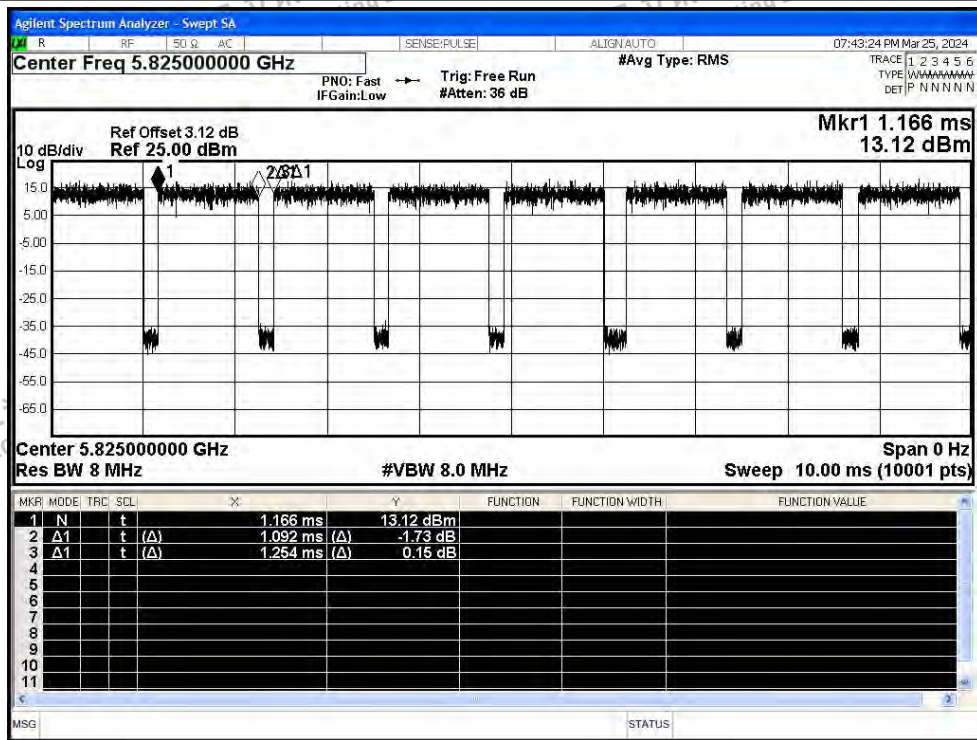 Agilent Spectrum Analyzer - Swept SA
R RF 50 Ω AC SENSE:PULSE ALIGN AUTO 07:43:24 PM Mar 25, 2024
Center Freq 5.825000000 GHz
PNO: Fast
IFGain:Low
Trig: Free Run
#Atten: 36 dB
#Avg Type: RMS
TRACE 1 2 3 4 5 6
TYPE
DET P N N N N N
Mkr1 1.166 ms
13.12 dBm
Ref Offset 3.12 dB
10 dB/div Ref 25.00 dBm
Log
1
15.0
5.00
-5.00
-15.0
-25.0
-35.0
-45.0
-55.0
-65.0
Center 5.825000000 GHz Span 0 Hz
Res BW 8 MHz #VBW 8.0 MHz Sweep 10.00 ms (10001 pts)
MKR MODE TRC SCL X Y FUNCTION FUNCTION WIDTH FUNCTION VALUE
1 N t 1.166 ms 13.12 dBm
2 Δ1 t (Δ) 1.092 ms (Δ) -1.73 dB
3 Δ1 t (Δ) 1.254 ms (Δ) 0.15 dB
4
5
6
7
8
9
10
11
MSG STATUS